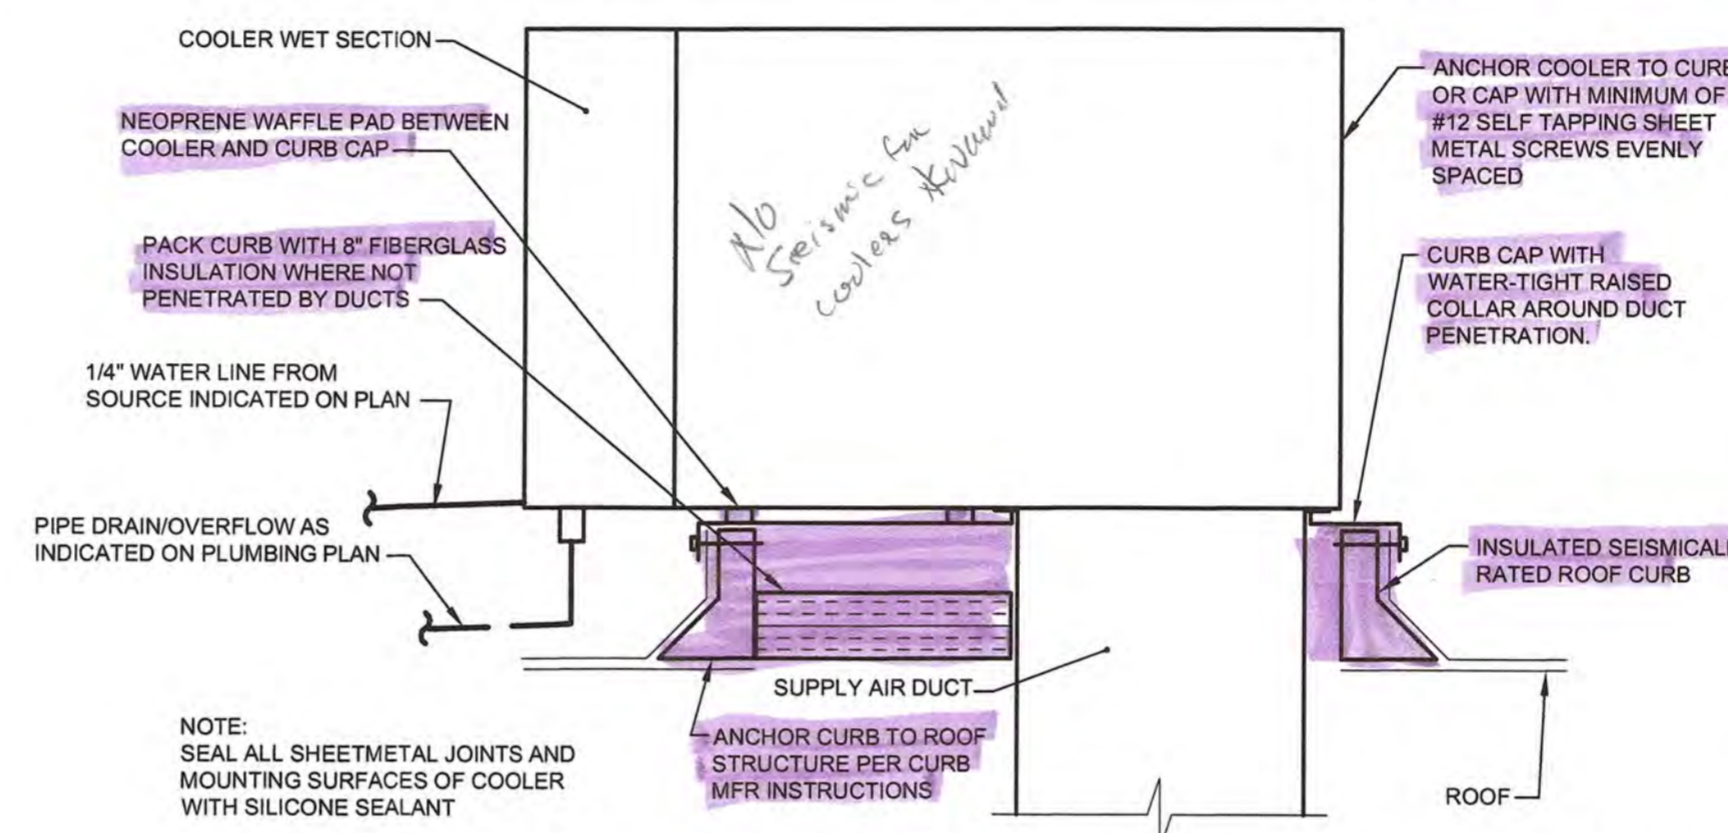 COOLER WET SECTION
NEOPRENE WAFFLE PAD BETWEEN
COOLER AND CURB CAP
PACK CURB WITH 8" FIBERGLASS
INSULATION WHERE NOT
PENETRATED BY DUCTS
1/4" WATER LINE FROM
SOURCE INDICATED ON PLAN
PIPE DRAIN/OVERFLOW AS
INDICATED ON PLUMBING PLAN
NOTE:
SEAL ALL SHEETMETAL JOINTS AND
MOUNTING SURFACES OF COOLER
WITH SILICONE SEALANT
No
Seismic for
coolers
SUPPLY AIR DUCT
ANCHOR CURB TO ROOF
STRUCTURE PER CURB
MFR INSTRUCTIONS
ANCHOR COOLER TO CURB
OR CAP WITH MINIMUM OF
#12 SELF TAPPING SHEET
METAL SCREWS EVENLY
SPACED
CURB CAP WITH
WATER-TIGHT RAISED
COLLAR AROUND DUCT
PENETRATION.
INSULATED SEISMICAL
RATED ROOF CURB
ROOF